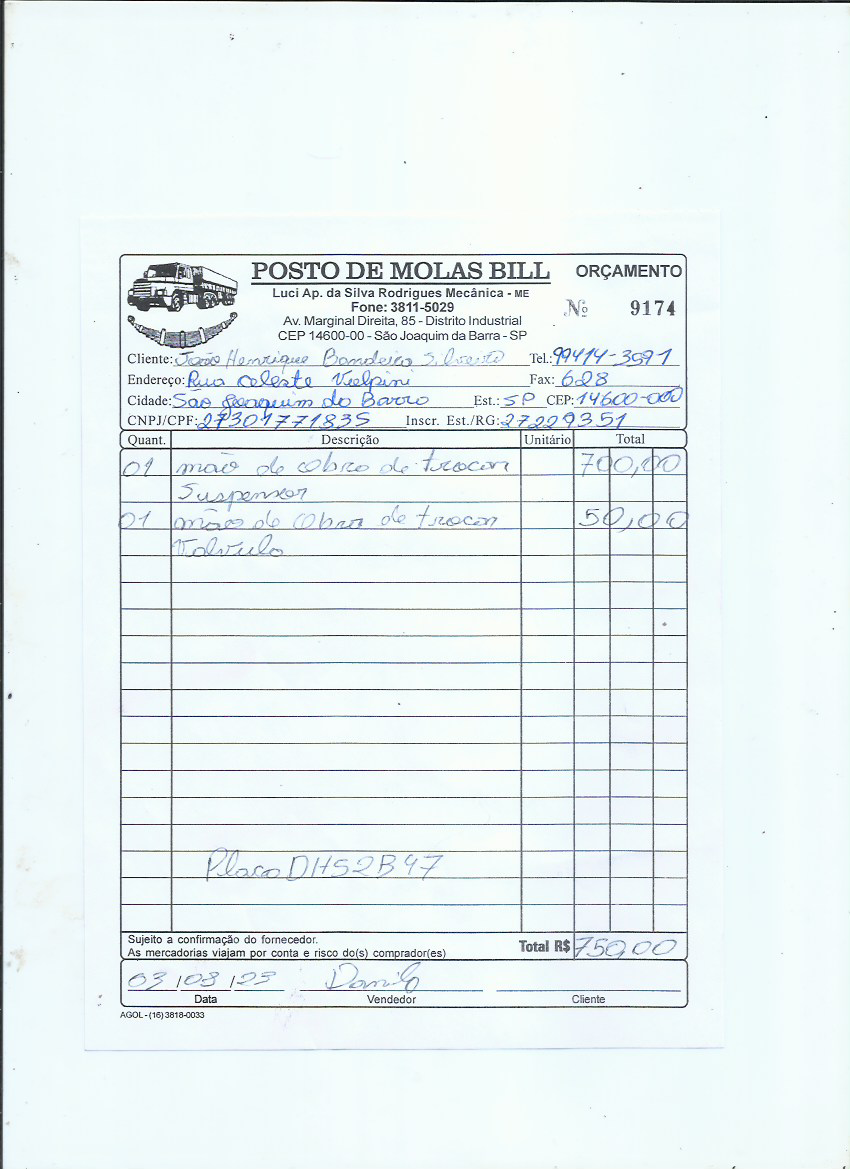 POSTO DE MOLAS BILL ORÇAMENTO
Luci Ap. da Silva Rodrigues Mecânica - ME
Fone: 3811-5029 Nº 9174
Av. Marginal Direita, 85 - Distrito Industrial
CEP 14600-00 - São Joaquim da Barra - SP
Cliente: João Henrique Bandeira Tel.: 99414-3591
Endereço: Rua Celeste Fax: 628
Cidade: São Joaquim da Barra Est.: SP CEP: 14600-000
CNPJ/CPF: 27301771835 Inscr. Est./RG: 27229351
Quant. Descrição Unitário Total
01 mão de obra de trocar 700,00
Suspensor
01 mão de obra de trocar 50,00
Valvula
Placa DHS2B47
Sujeito a confirmação do fornecedor.
As mercadorias viajam por conta e risco do(s) comprador(es) Total R$ 750,00
03/03/23 Danilo
Data Vendedor Cliente
AGOL - (16) 3818-0033